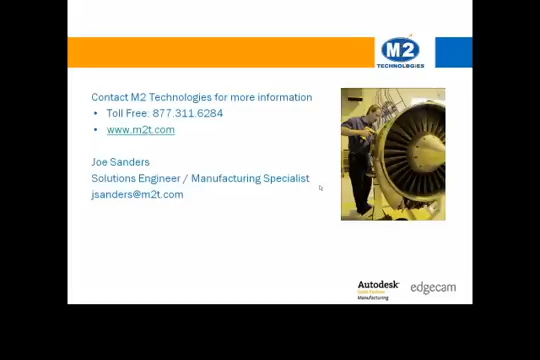 M2
TECHNOLOGIES
Contact M2 Technologies for more information
• Toll Free: 877.311.6284
• www.m2t.com
Joe Sanders
Solutions Engineer / Manufacturing Specialist
jsanders@m2t.com
Autodesk
Manufacturing
edgecam